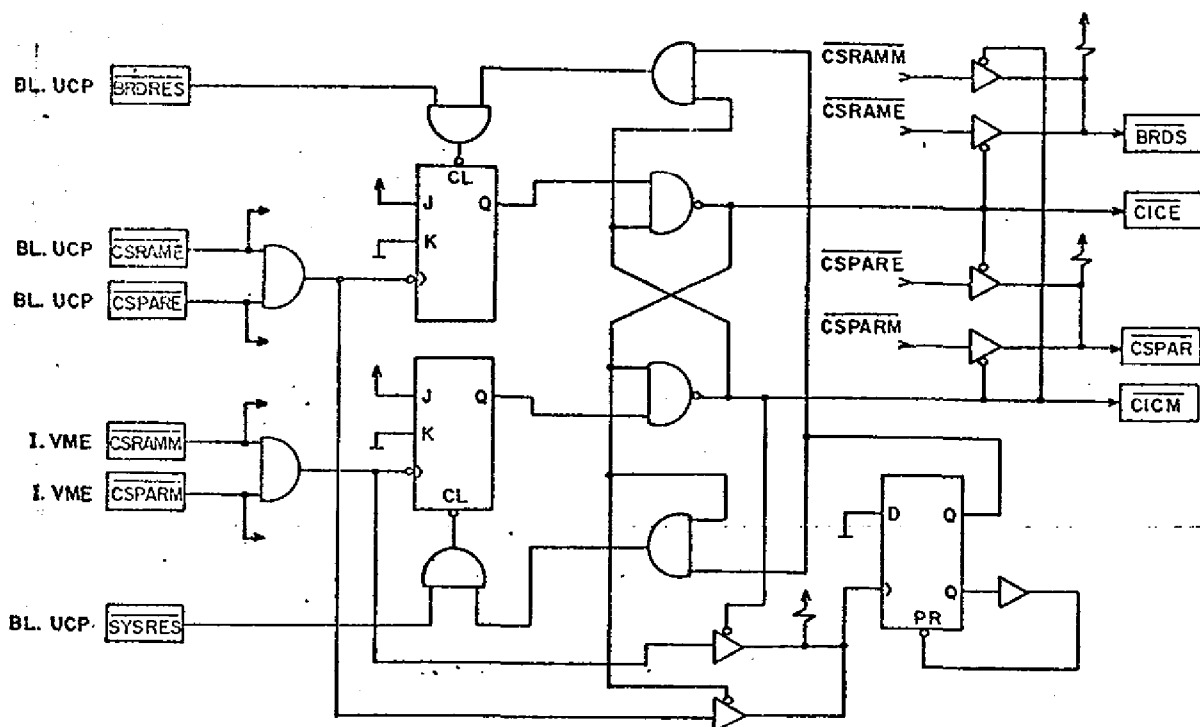 BL. UCP BRDRES
CL
J Q
K
BL. UCP CSRAME
BL. UCP CSPARE
J Q
K
CL
I. VME CSRAMM
I. VME CSPARM
BL. UCP SYSRES
CSRAMM
CSRAME
BRDS
CICE
CSPARE
CSPARM
CSPAR
CICM
D Q
Q
PR